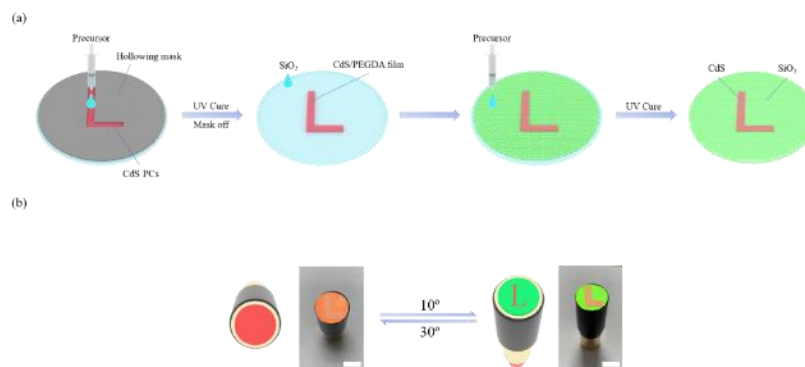 (a)
Precursor
Hollowing mask
CdS PCs
UV Cure
Mask off
SiO₂
CdS/PEGDA film
Precursor
UV Cure
CdS
SiO₂
(b)
L
10°
30°
L
L